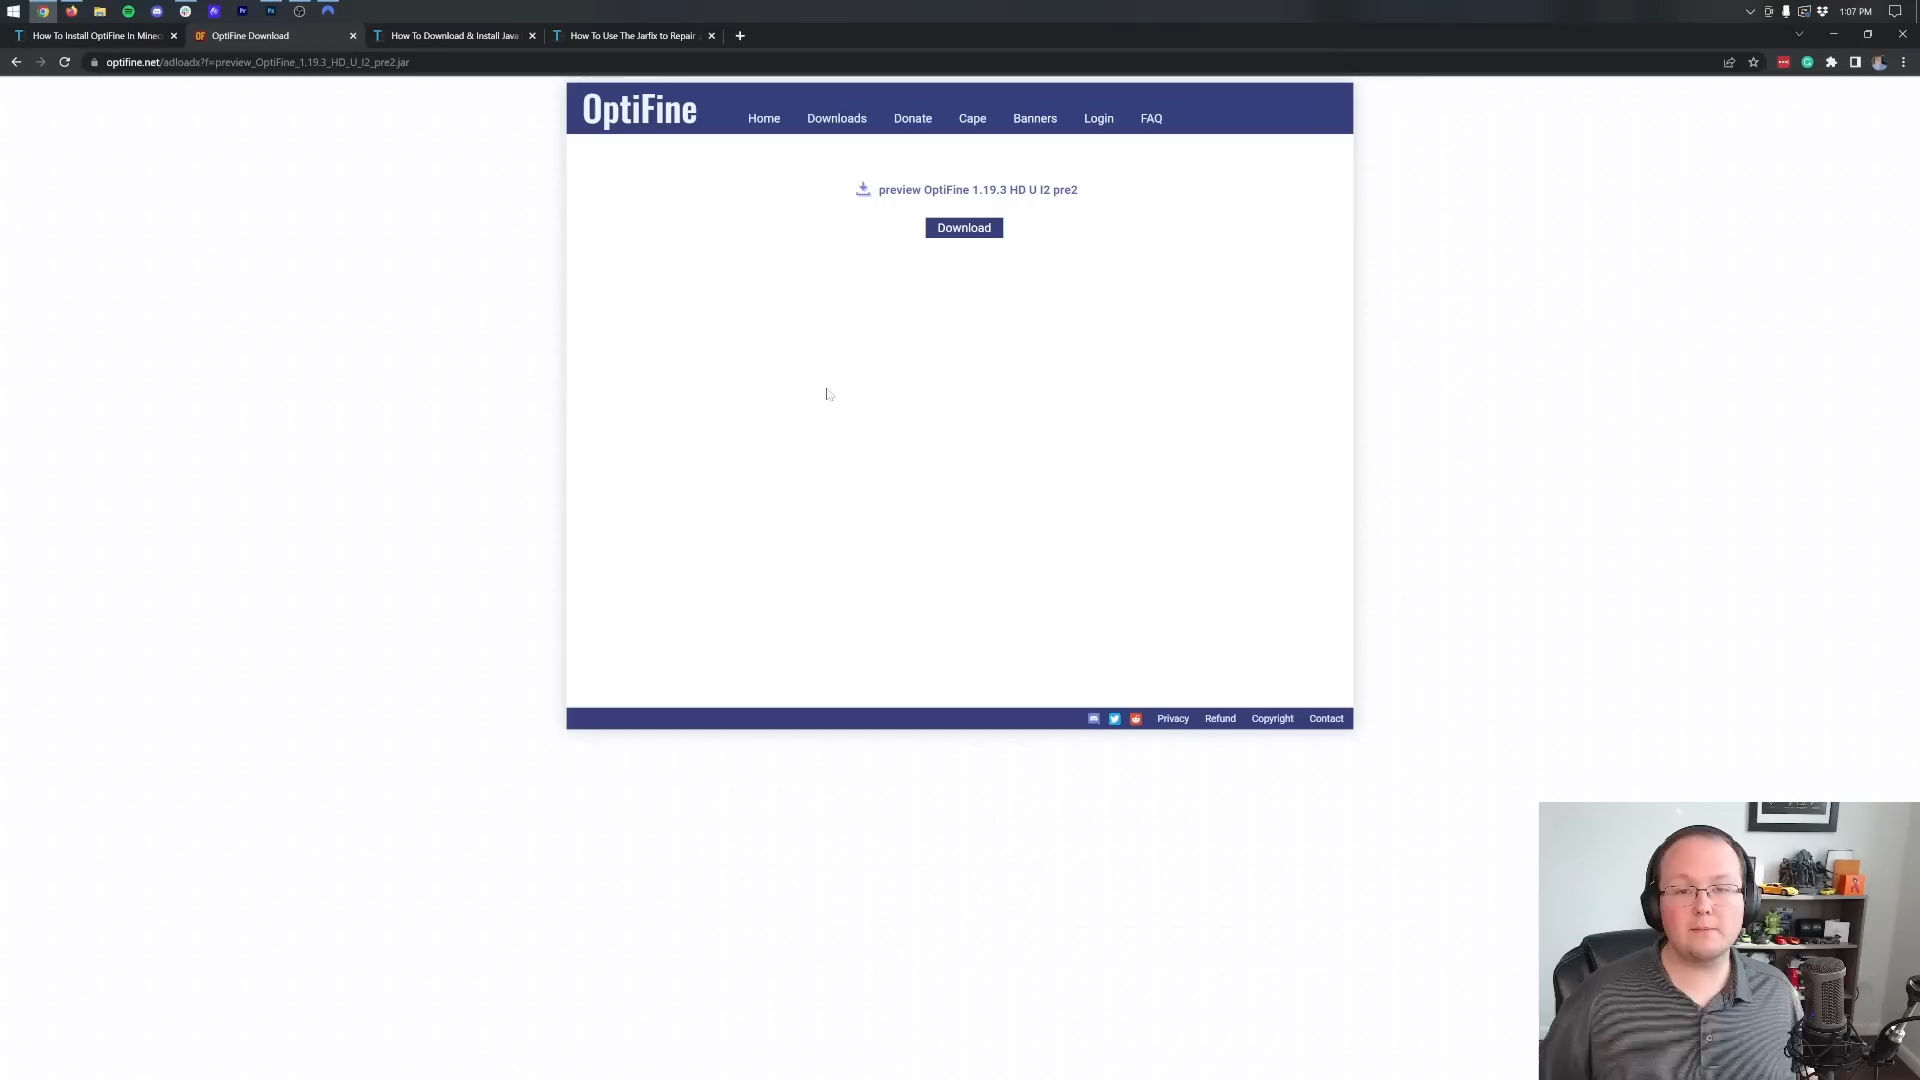 1:07 PM
How To Install OptiFine In Minec
OptiFine Download
How To Download & Install Java
How To Use The Jarfix to Repair
optifine.net/adloadx?f=preview_OptiFine_1.19.3_HD_U_I2_pre2.jar
OptiFine
Home Downloads Donate Cape Banners Login FAQ
preview OptiFine 1.19.3 HD U I2 pre2
Download
Privacy Refund Copyright Contact